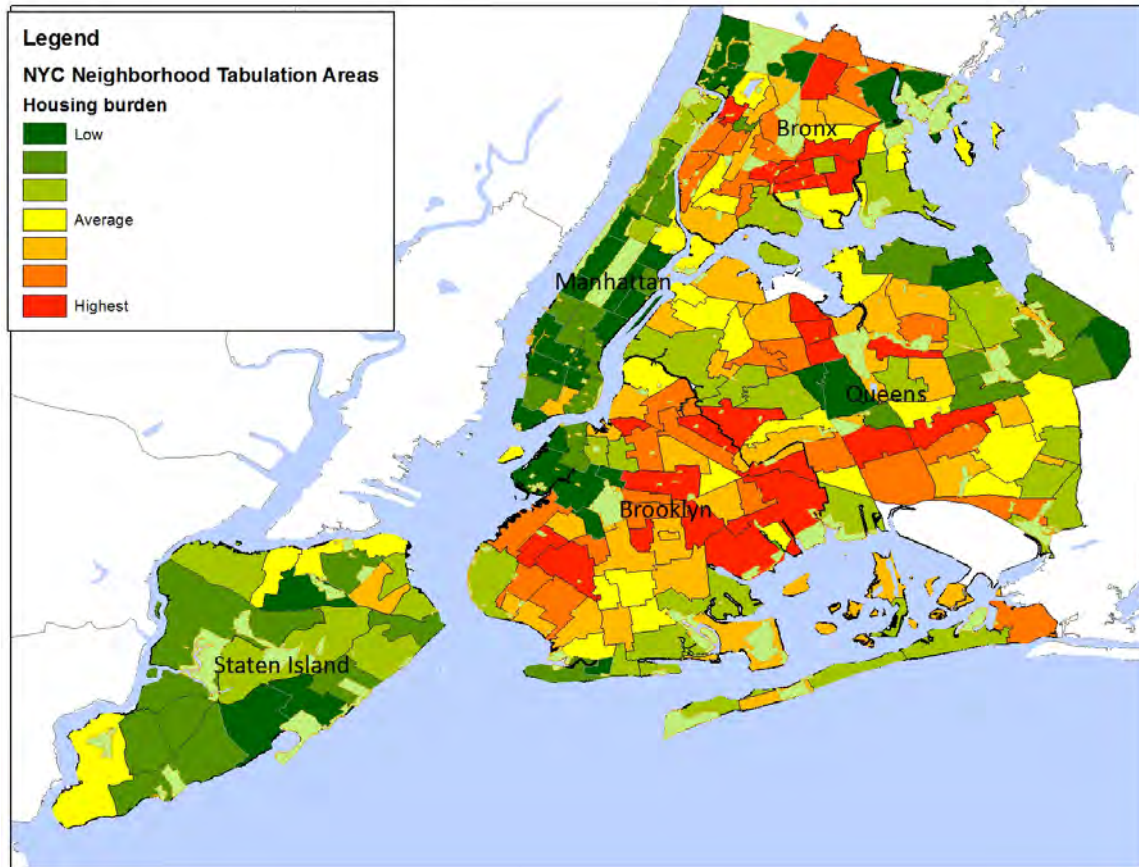 Legend
NYC Neighborhood Tabulation Areas
Housing burden
Low
Average
Highest
Bronx
Manhattan
Queens
Brooklyn
Staten Island